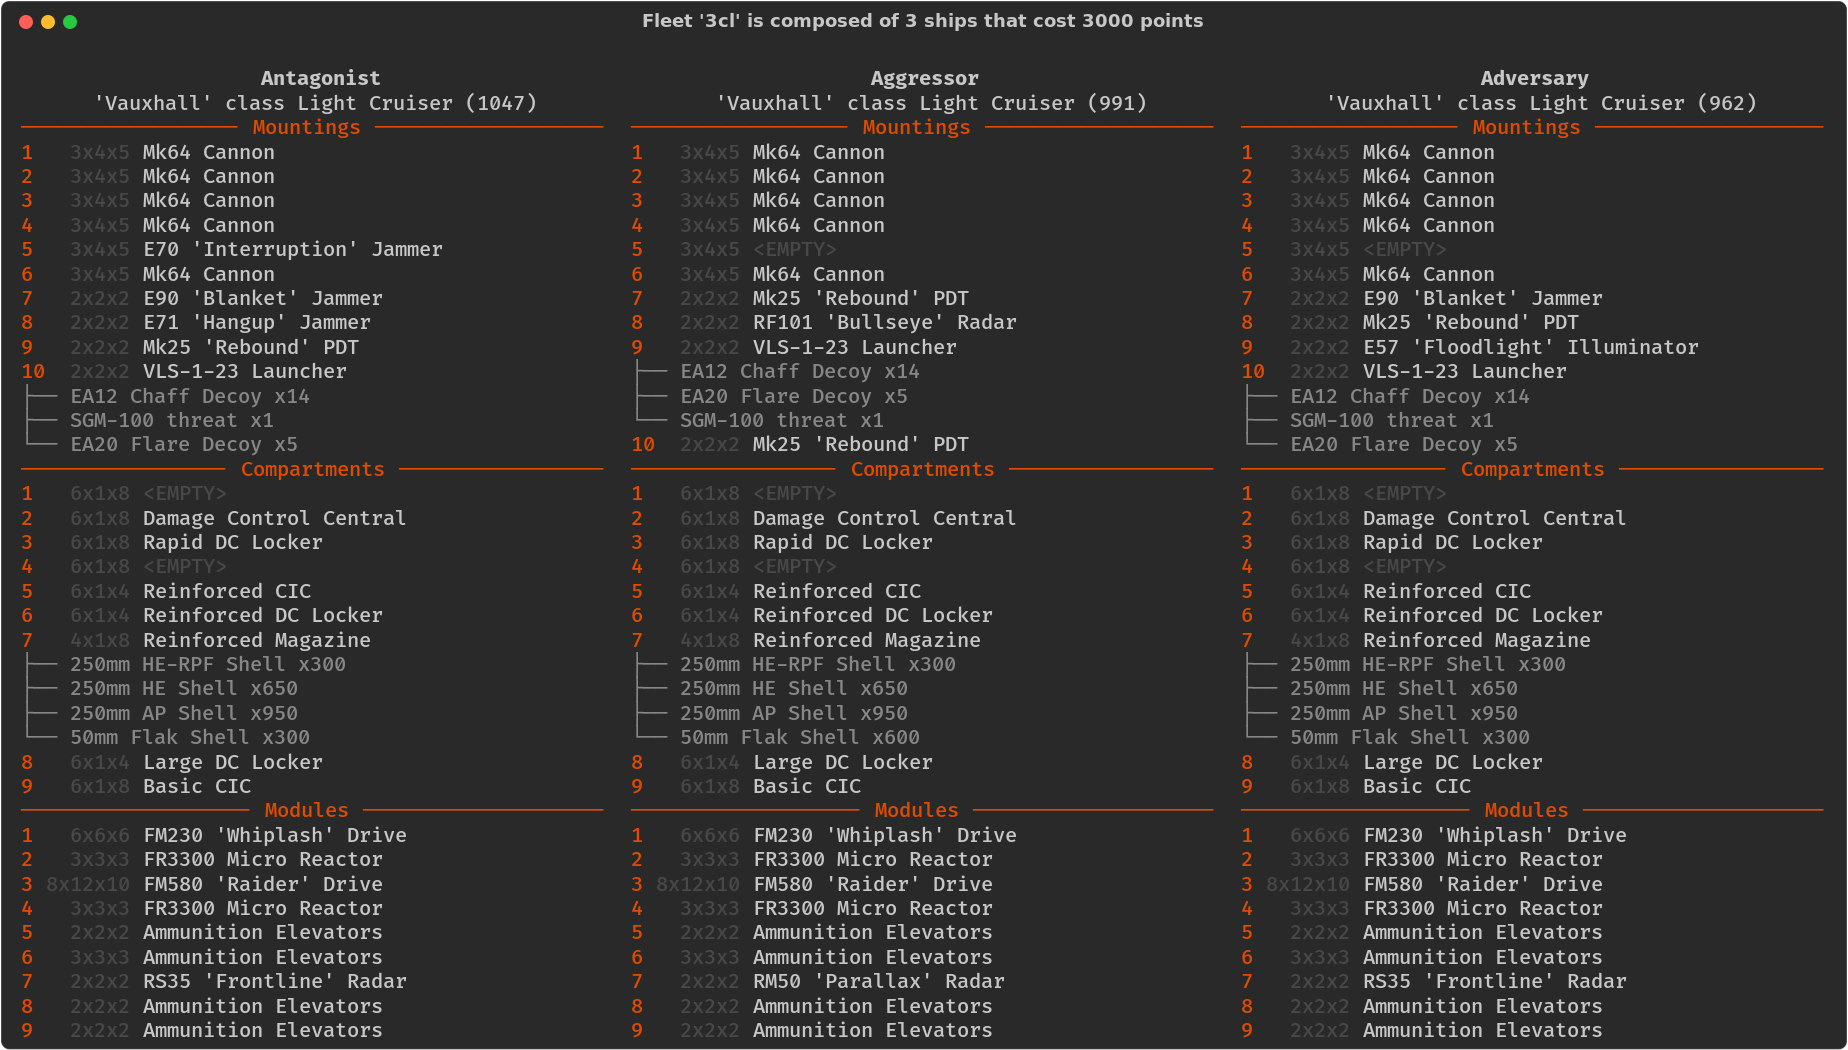 Fleet '3cl' is composed of 3 ships that cost 3000 points
Antagonist
'Vauxhall' class Light Cruiser (1047)
Mountings
1 3x4x5 Mk64 Cannon
2 3x4x5 Mk64 Cannon
3 3x4x5 Mk64 Cannon
4 3x4x5 Mk64 Cannon
5 3x4x5 E70 'Interruption' Jammer
6 3x4x5 Mk64 Cannon
7 2x2x2 E90 'Blanket' Jammer
8 2x2x2 E71 'Hangup' Jammer
9 2x2x2 Mk25 'Rebound' PDT
10 2x2x2 VLS-1-23 Launcher
EA12 Chaff Decoy x14
SGM-100 threat x1
EA20 Flare Decoy x5
Compartments
1 6x1x8 <EMPTY>
2 6x1x8 Damage Control Central
3 6x1x8 Rapid DC Locker
4 6x1x8 <EMPTY>
5 6x1x4 Reinforced CIC
6 6x1x4 Reinforced DC Locker
7 4x1x8 Reinforced Magazine
250mm HE-RPF Shell x300
250mm HE Shell x650
250mm AP Shell x950
50mm Flak Shell x300
8 6x1x4 Large DC Locker
9 6x1x8 Basic CIC
Modules
1 6x6x6 FM230 'Whiplash' Drive
2 3x3x3 FR3300 Micro Reactor
3 8x12x10 FM580 'Raider' Drive
4 3x3x3 FR3300 Micro Reactor
5 2x2x2 Ammunition Elevators
6 3x3x3 Ammunition Elevators
7 2x2x2 RS35 'Frontline' Radar
8 2x2x2 Ammunition Elevators
9 2x2x2 Ammunition Elevators
Aggressor
'Vauxhall' class Light Cruiser (991)
Mountings
1 3x4x5 Mk64 Cannon
2 3x4x5 Mk64 Cannon
3 3x4x5 Mk64 Cannon
4 3x4x5 Mk64 Cannon
5 3x4x5 <EMPTY>
6 3x4x5 Mk64 Cannon
7 2x2x2 Mk25 'Rebound' PDT
8 2x2x2 RF101 'Bullseye' Radar
9 2x2x2 VLS-1-23 Launcher
EA12 Chaff Decoy x14
EA20 Flare Decoy x5
SGM-100 threat x1
10 2x2x2 Mk25 'Rebound' PDT
Compartments
1 6x1x8 <EMPTY>
2 6x1x8 Damage Control Central
3 6x1x8 Rapid DC Locker
4 6x1x8 <EMPTY>
5 6x1x4 Reinforced CIC
6 6x1x4 Reinforced DC Locker
7 4x1x8 Reinforced Magazine
250mm HE-RPF Shell x300
250mm HE Shell x650
250mm AP Shell x950
50mm Flak Shell x600
8 6x1x4 Large DC Locker
9 6x1x8 Basic CIC
Modules
1 6x6x6 FM230 'Whiplash' Drive
2 3x3x3 FR3300 Micro Reactor
3 8x12x10 FM580 'Raider' Drive
4 3x3x3 FR3300 Micro Reactor
5 2x2x2 Ammunition Elevators
6 3x3x3 Ammunition Elevators
7 2x2x2 RM50 'Parallax' Radar
8 2x2x2 Ammunition Elevators
9 2x2x2 Ammunition Elevators
Adversary
'Vauxhall' class Light Cruiser (962)
Mountings
1 3x4x5 Mk64 Cannon
2 3x4x5 Mk64 Cannon
3 3x4x5 Mk64 Cannon
4 3x4x5 Mk64 Cannon
5 3x4x5 <EMPTY>
6 3x4x5 Mk64 Cannon
7 2x2x2 E90 'Blanket' Jammer
8 2x2x2 Mk25 'Rebound' PDT
9 2x2x2 E57 'Floodlight' Illuminator
10 2x2x2 VLS-1-23 Launcher
EA12 Chaff Decoy x14
SGM-100 threat x1
EA20 Flare Decoy x5
Compartments
1 6x1x8 <EMPTY>
2 6x1x8 Damage Control Central
3 6x1x8 Rapid DC Locker
4 6x1x8 <EMPTY>
5 6x1x4 Reinforced CIC
6 6x1x4 Reinforced DC Locker
7 4x1x8 Reinforced Magazine
250mm HE-RPF Shell x300
250mm HE Shell x650
250mm AP Shell x950
50mm Flak Shell x300
8 6x1x4 Large DC Locker
9 6x1x8 Basic CIC
Modules
1 6x6x6 FM230 'Whiplash' Drive
2 3x3x3 FR3300 Micro Reactor
3 8x12x10 FM580 'Raider' Drive
4 3x3x3 FR3300 Micro Reactor
5 2x2x2 Ammunition Elevators
6 3x3x3 Ammunition Elevators
7 2x2x2 RS35 'Frontline' Radar
8 2x2x2 Ammunition Elevators
9 2x2x2 Ammunition Elevators